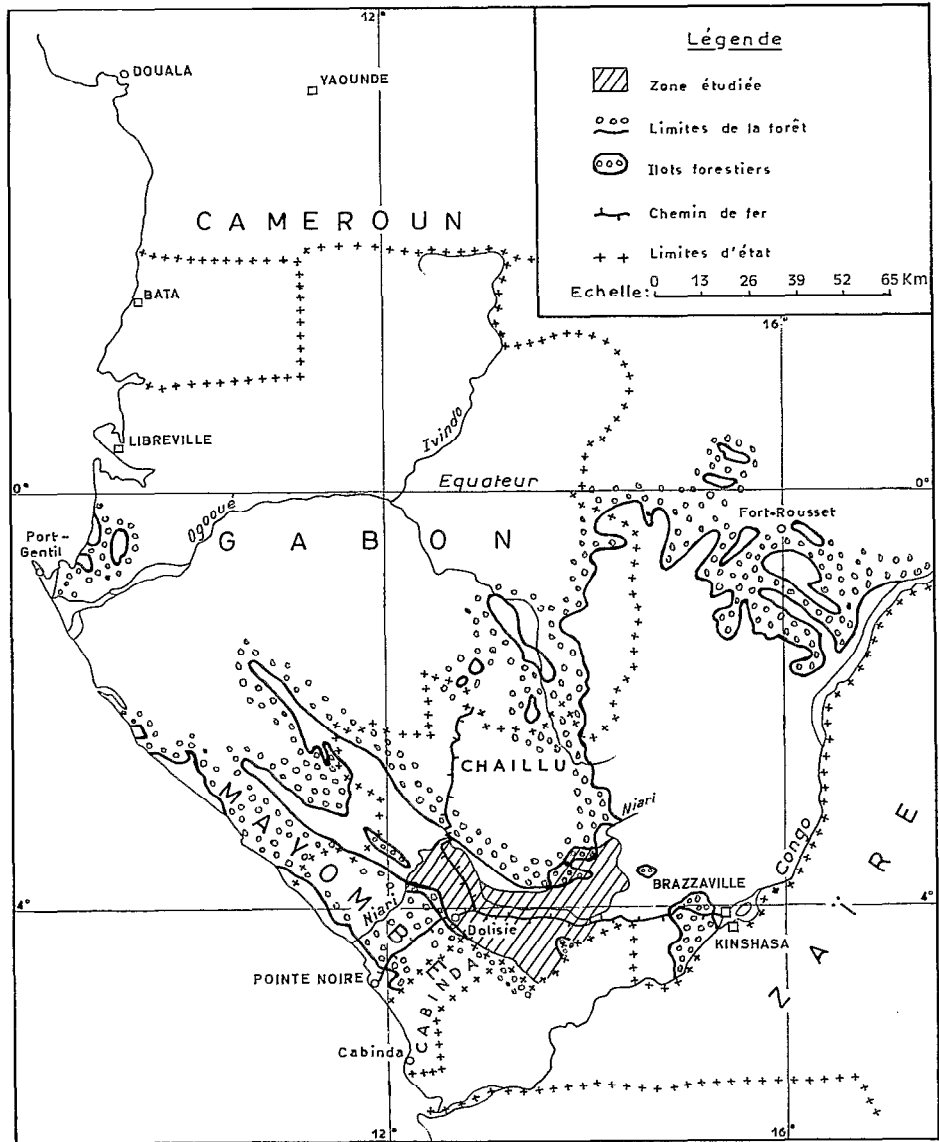 12°
Légende
Zone étudiée
Limites de la forêt
Ilots forestiers
Chemin de fer
Limites d'état
Echelle: 0 13 26 39 52 65 Km
DOUALA
YAOUNDE
CAMEROUN
BATA
16°
LIBREVILLE
Ivindo
0°
Equateur
0°
Ogooue
Port-Gentil
GABON
Fort-Rousset
CHAILLU
Niari
MAYOMBE
Niari
Congo
BRAZZAVILLE
4°
4°
Dolisie
KINSHASA
ZAÏRE
POINTE NOIRE
CABINDA
Cabinda
12°
16°